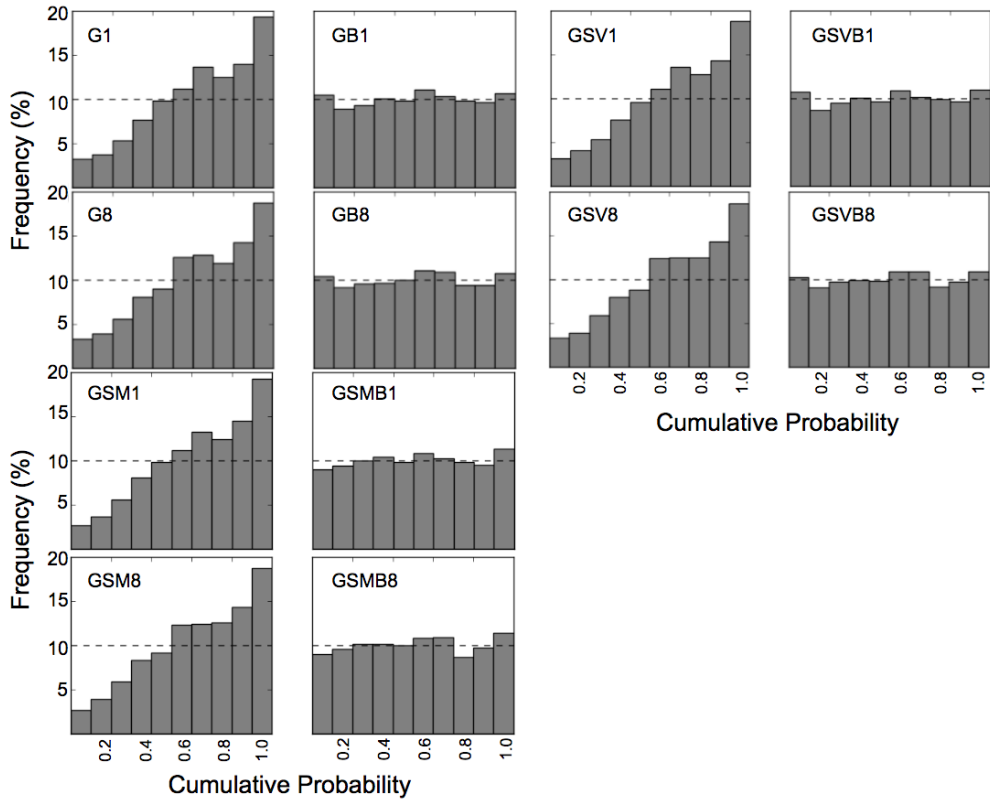 20 G1 GB1 GSV1 GSVB1
15
10
5
20 G8 GB8 GSV8 GSVB8
15
10
5
Frequency (%)
0.2 0.4 0.6 0.8 1.0 0.2 0.4 0.6 0.8 1.0
Cumulative Probability
20 GSM1 GSMB1
15
10
5
20 GSM8 GSMB8
15
10
5
Frequency (%)
0.2 0.4 0.6 0.8 1.0 0.2 0.4 0.6 0.8 1.0
Cumulative Probability